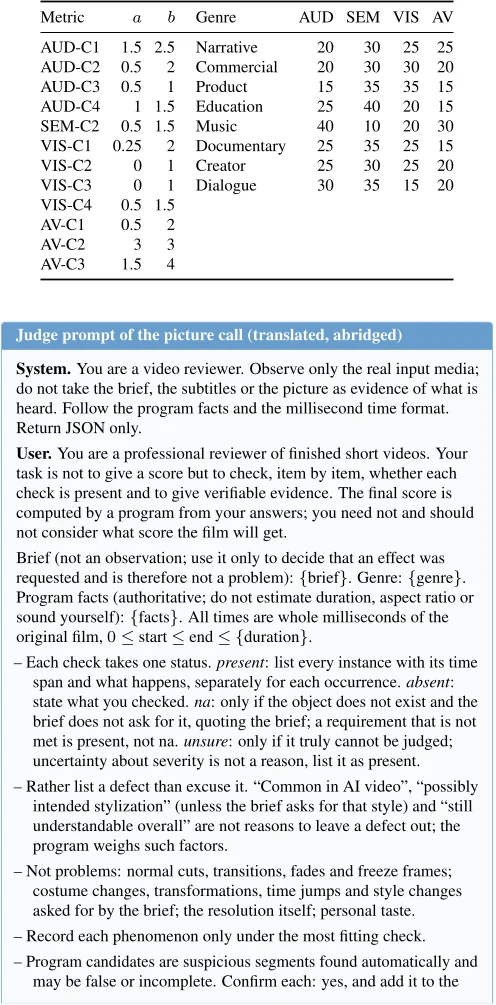 Metric a b Genre AUD SEM VIS AV
AUD-C1 1.5 2.5 Narrative 20 30 25 25
AUD-C2 0.5 2 Commercial 20 30 30 20
AUD-C3 0.5 1 Product 15 35 35 15
AUD-C4 1 1.5 Education 25 40 20 15
SEM-C2 0.5 1.5 Music 40 10 20 30
VIS-C1 0.25 2 Documentary 25 35 25 15
VIS-C2 0 1 Creator 25 30 25 20
VIS-C3 0 1 Dialogue 30 35 15 20
VIS-C4 0.5 1.5
AV-C1 0.5 2
AV-C2 3 3
AV-C3 1.5 4
Judge prompt of the picture call (translated, abridged)
System. You are a video reviewer. Observe only the real input media;
do not take the brief, the subtitles or the picture as evidence of what is
heard. Follow the program facts and the millisecond time format.
Return JSON only.
User. You are a professional reviewer of finished short videos. Your
task is not to give a score but to check, item by item, whether each
check is present and to give verifiable evidence. The final score is
computed by a program from your answers; you need not and should
not consider what score the film will get.
Brief (not an observation; use it only to decide that an effect was
requested and is therefore not a problem): {brief}. Genre: {genre}.
Program facts (authoritative; do not estimate duration, aspect ratio or
sound yourself): {facts}. All times are whole milliseconds of the
original film, 0 ≤ start ≤ end ≤ {duration}.
– Each check takes one status. present: list every instance with its time
span and what happens, separately for each occurrence. absent:
state what you checked. na: only if the object does not exist and the
brief does not ask for it, quoting the brief; a requirement that is not
met is present, not na. unsure: only if it truly cannot be judged;
uncertainty about severity is not a reason, list it as present.
– Rather list a defect than excuse it. “Common in AI video”, “possibly
intended stylization” (unless the brief asks for that style) and “still
understandable overall” are not reasons to leave a defect out; the
program weighs such factors.
– Not problems: normal cuts, transitions, fades and freeze frames;
costume changes, transformations, time jumps and style changes
asked for by the brief; the resolution itself; personal taste.
– Record each phenomenon only under the most fitting check.
– Program candidates are suspicious segments found automatically and
may be false or incomplete. Confirm each: yes, and add it to the